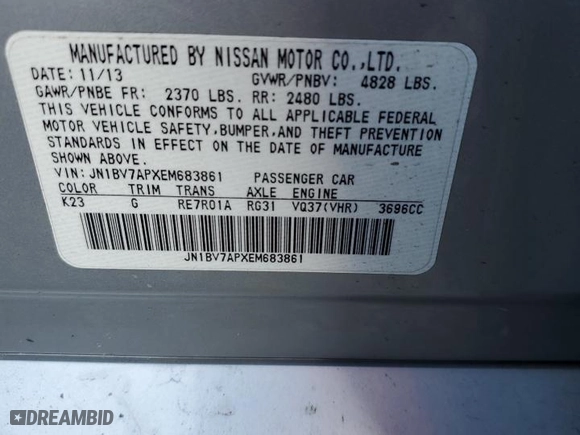 MANUFACTURED BY NISSAN MOTOR CO.,LTD.
DATE: 11/13 GVWR/PNBV: 4828 LBS.
GAWR/PNBE FR: 2370 LBS. RR: 2480 LBS.
THIS VEHICLE CONFORMS TO ALL APPLICABLE FEDERAL
MOTOR VEHICLE SAFETY,BUMPER,AND THEFT PREVENTION
STANDARDS IN EFFECT ON THE DATE OF MANUFACTURE
SHOWN ABOVE.
VIN: JN1BV7APXEM683861 PASSENGER CAR
COLOR TRIM TRANS AXLE ENGINE
K23 G RE7R01A RG31 VQ37(VHR) 3696CC
JN1BV7APXEM683861
DREAMBID